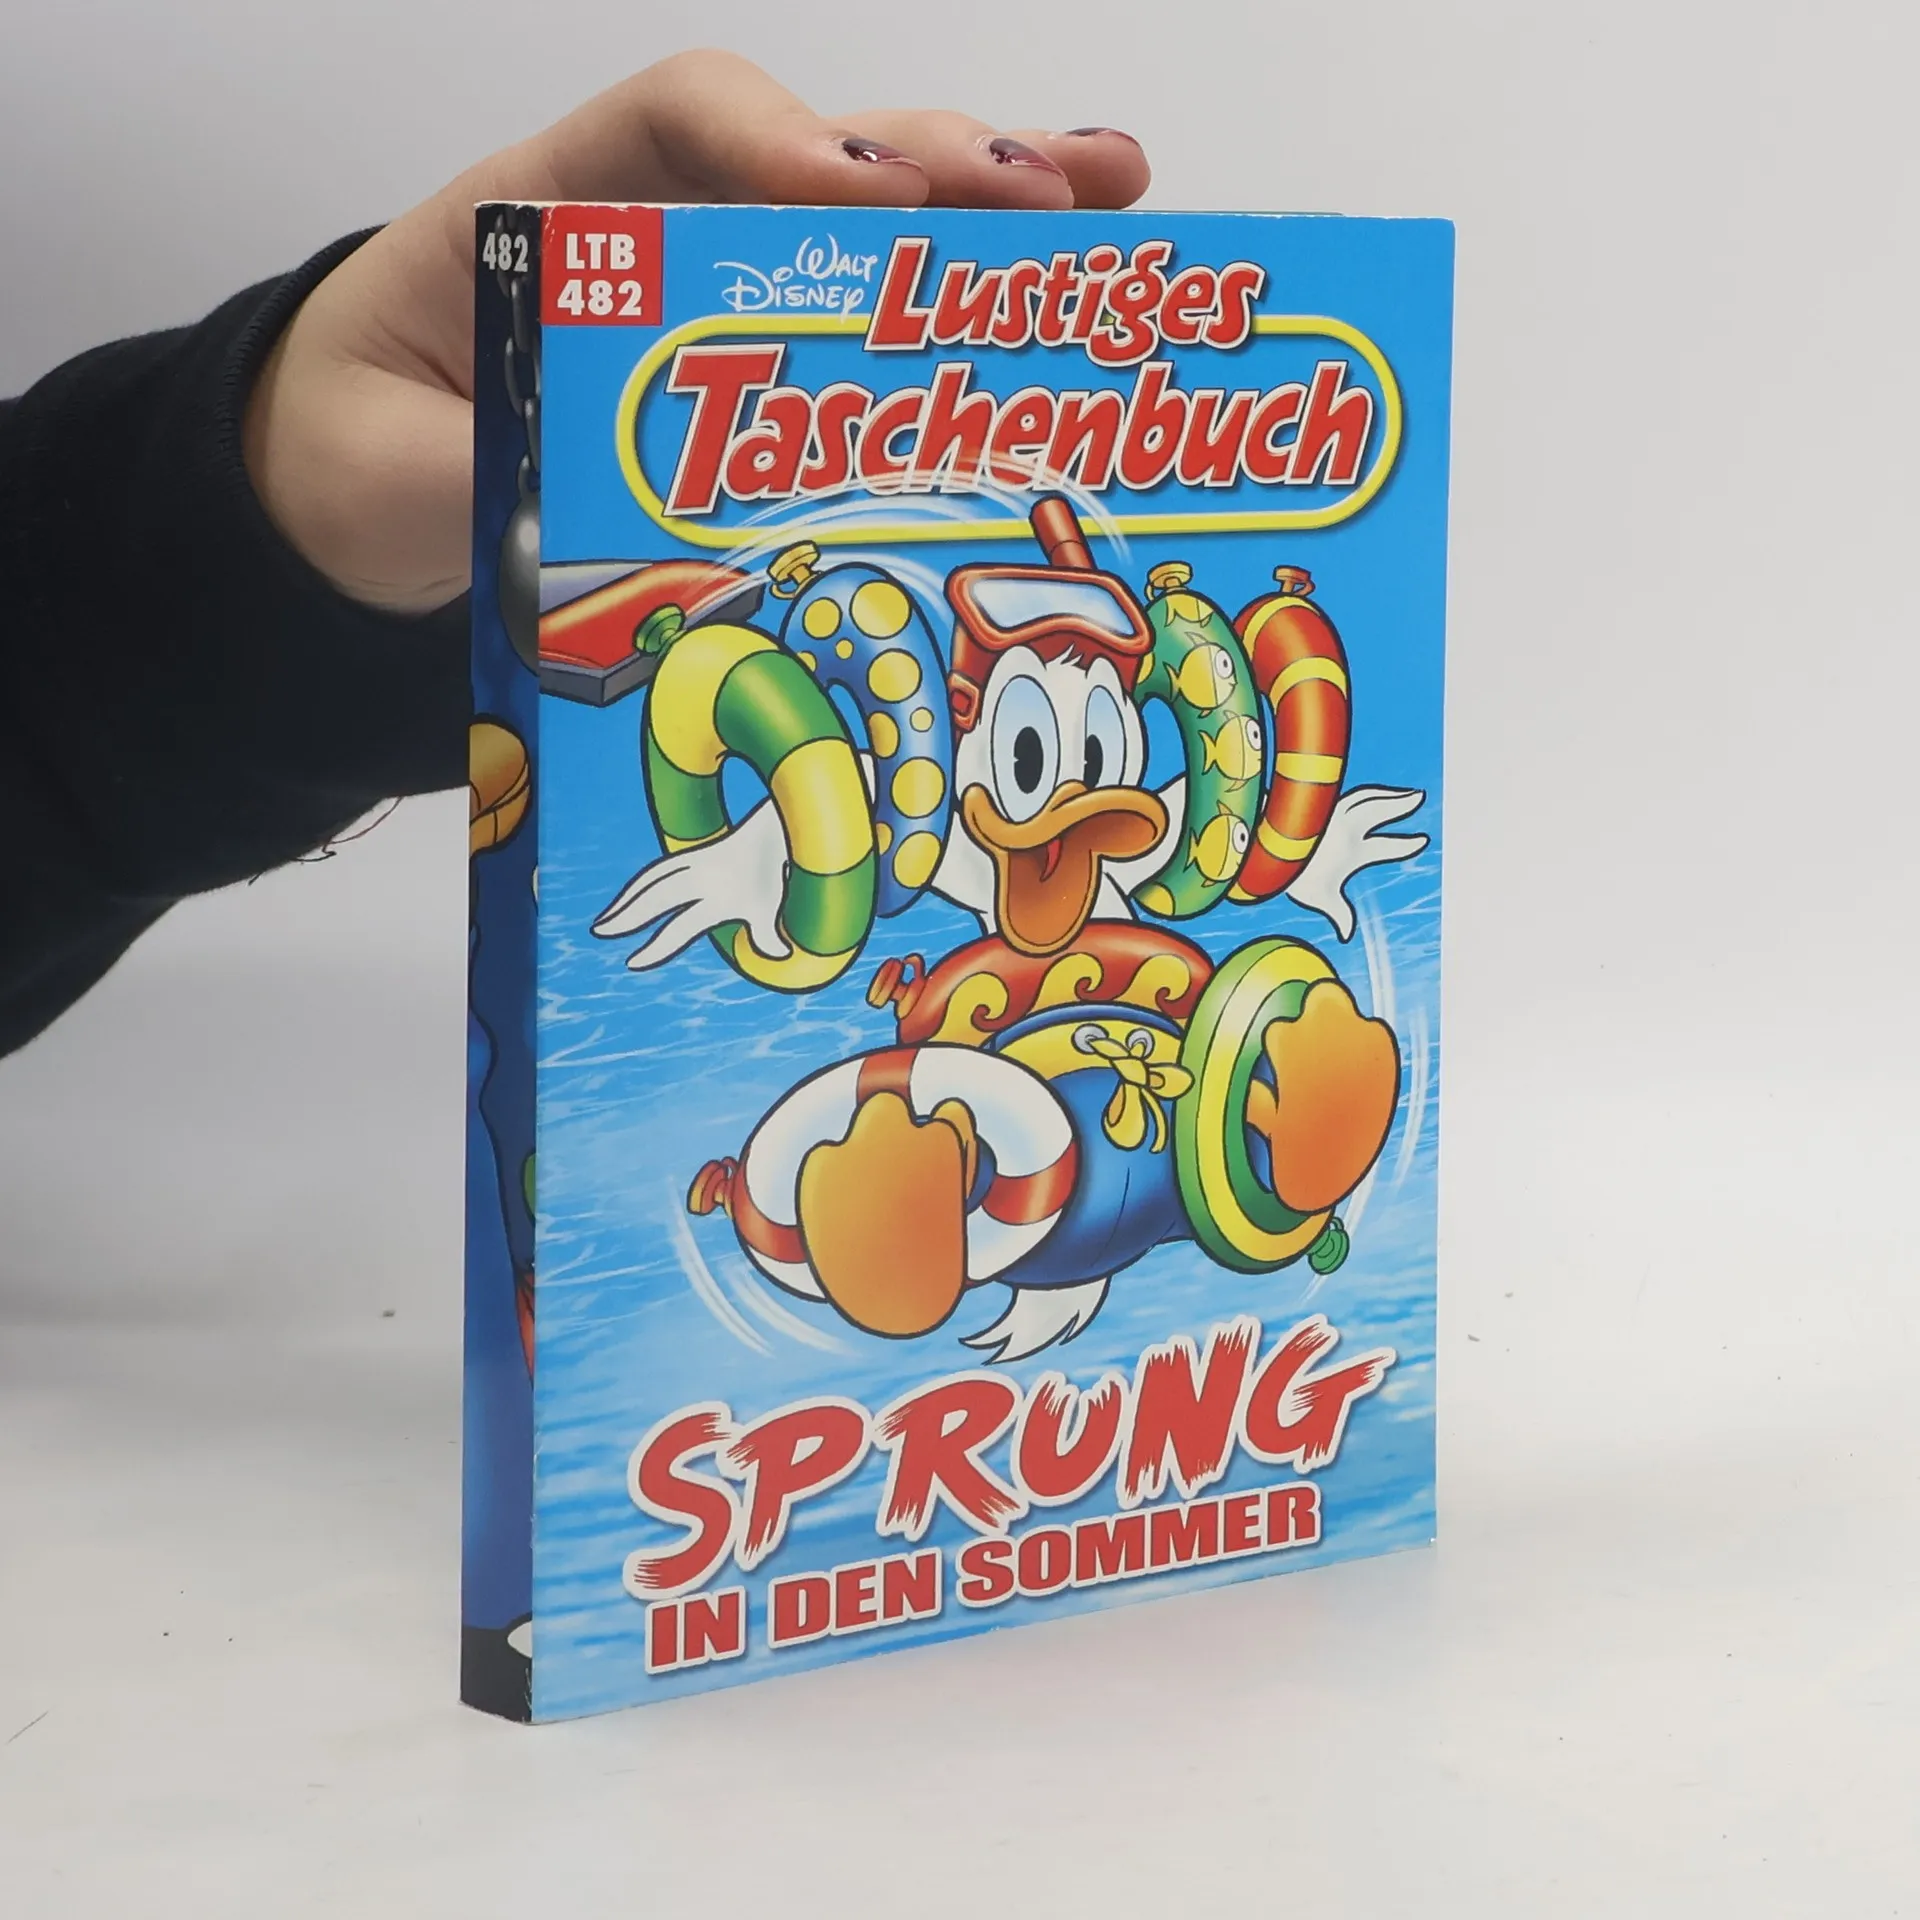 482
LTB
482
WALT
DISNEY
Lustiges
Taschenbuch
SPRUNG
IN DEN SOMMER